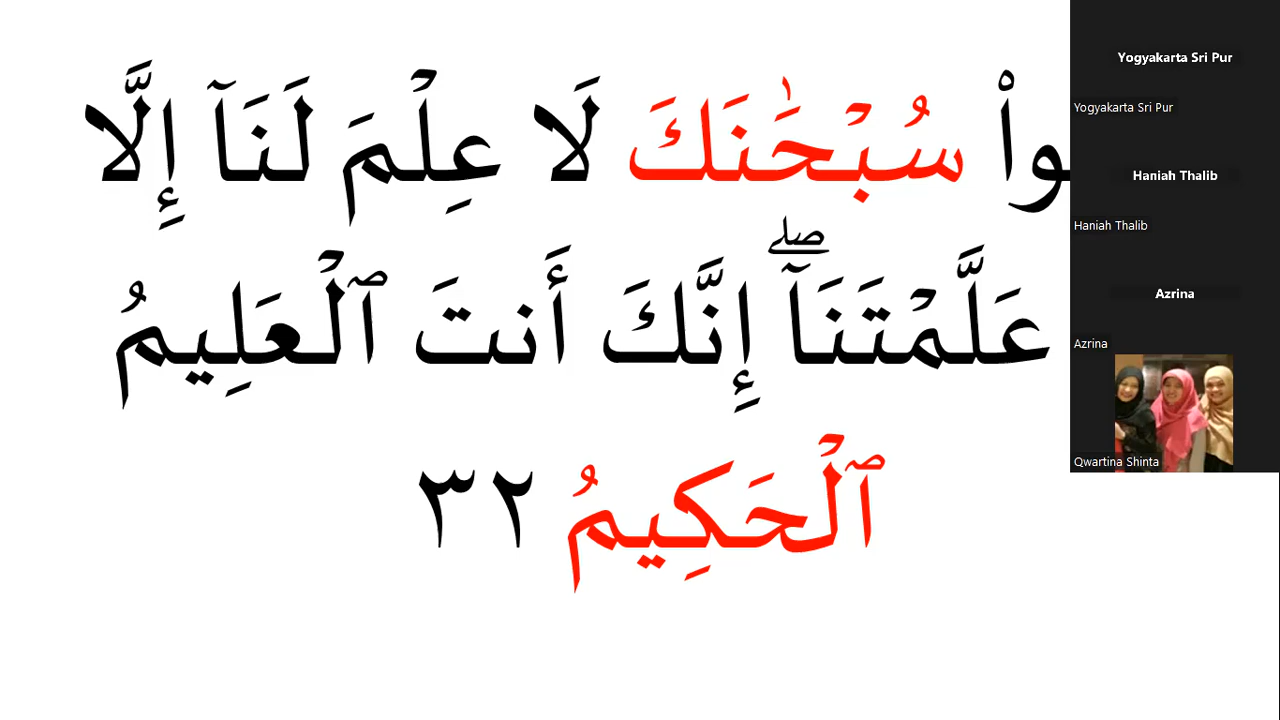 وا۟ سُبْحَٰنَكَ لَا عِلْمَ لَنَآ إِلَّا
عَلَّمْتَنَآ ۖ إِنَّكَ أَنتَ ٱلْعَلِيمُ
ٱلْحَكِيمُ ٣٢
Yogyakarta Sri Pur
Yogyakarta Sri Pur
Haniah Thalib
Haniah Thalib
Azrina
Azrina
Qwartina Shinta